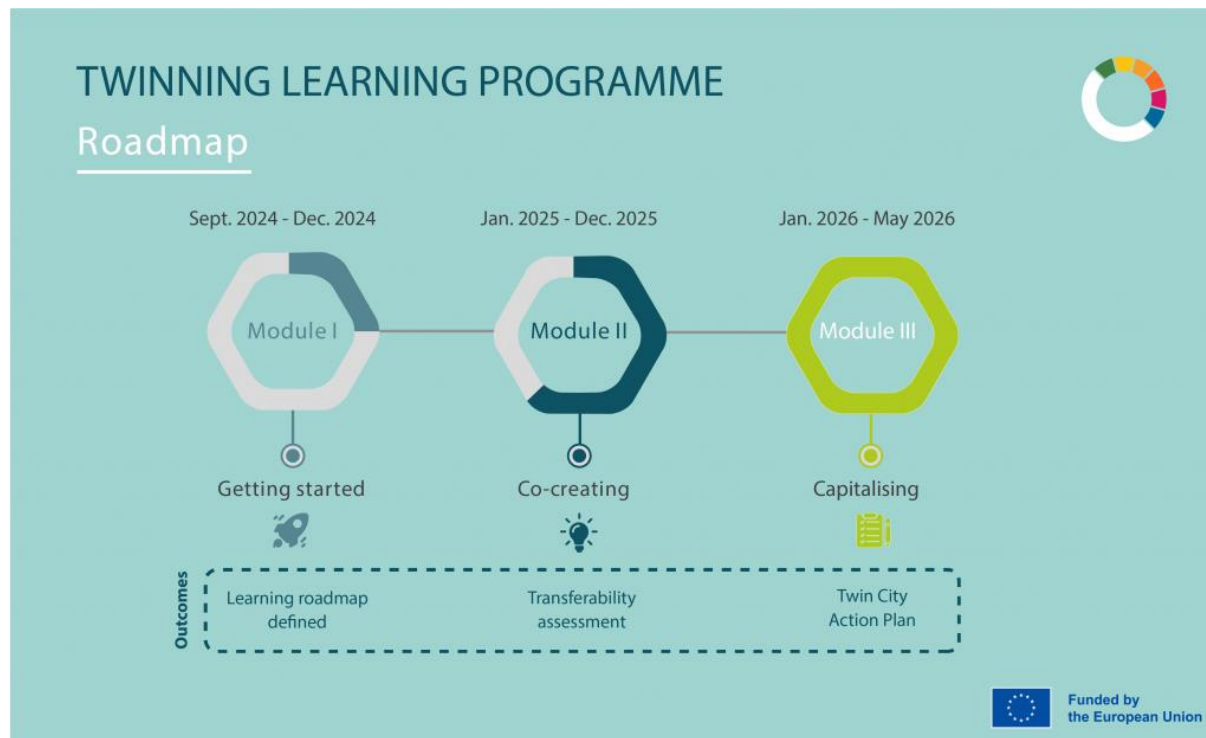 TWINNING LEARNING PROGRAMME
Roadmap
Sept. 2024 - Dec. 2024
Jan. 2025 - Dec. 2025
Jan. 2026 - May 2026
Module I
Module II
Module III
Getting started
Co-creating
Capitalising
Outcomes
Learning roadmap
defined
Transferability
assessment
Twin City
Action Plan
Funded by
the European Union